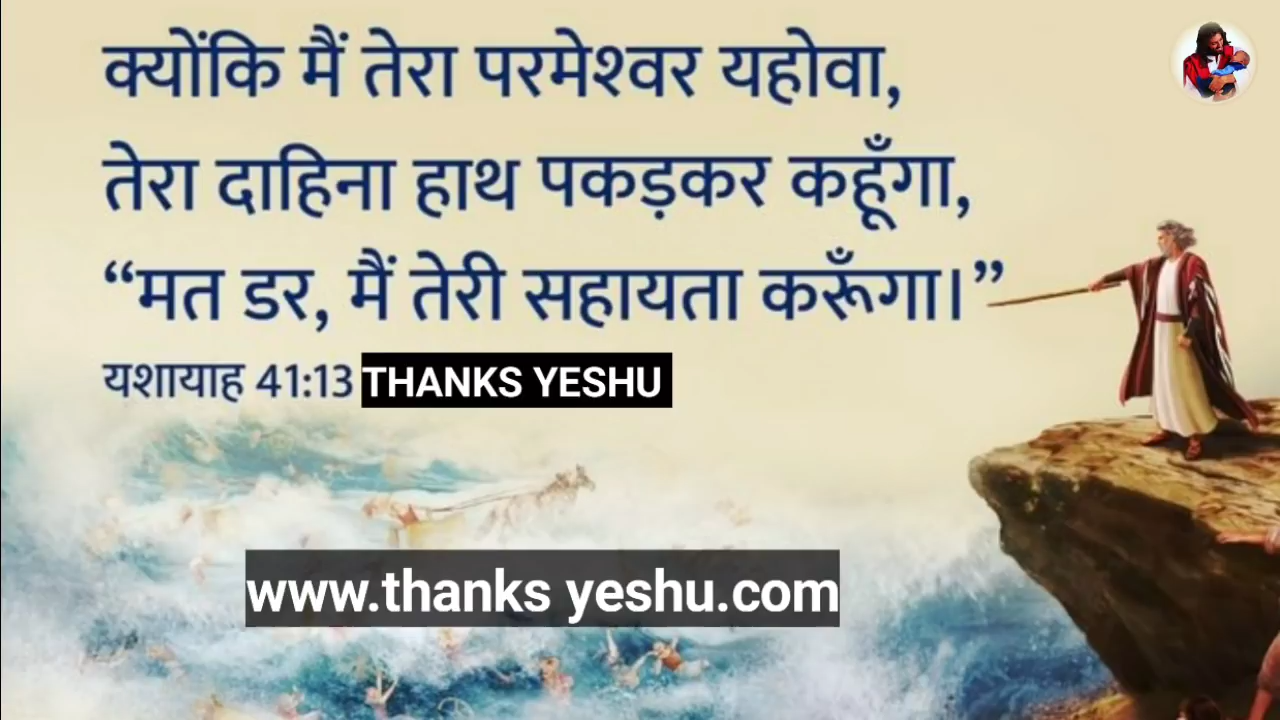 क्योंकि मैं तेरा परमेश्वर यहोवा,
तेरा दाहिना हाथ पकड़कर कहूँगा,
“मत डर, मैं तेरी सहायता करूँगा।”
यशायाह 41:13 THANKS YESHU
www.thanks yeshu.com